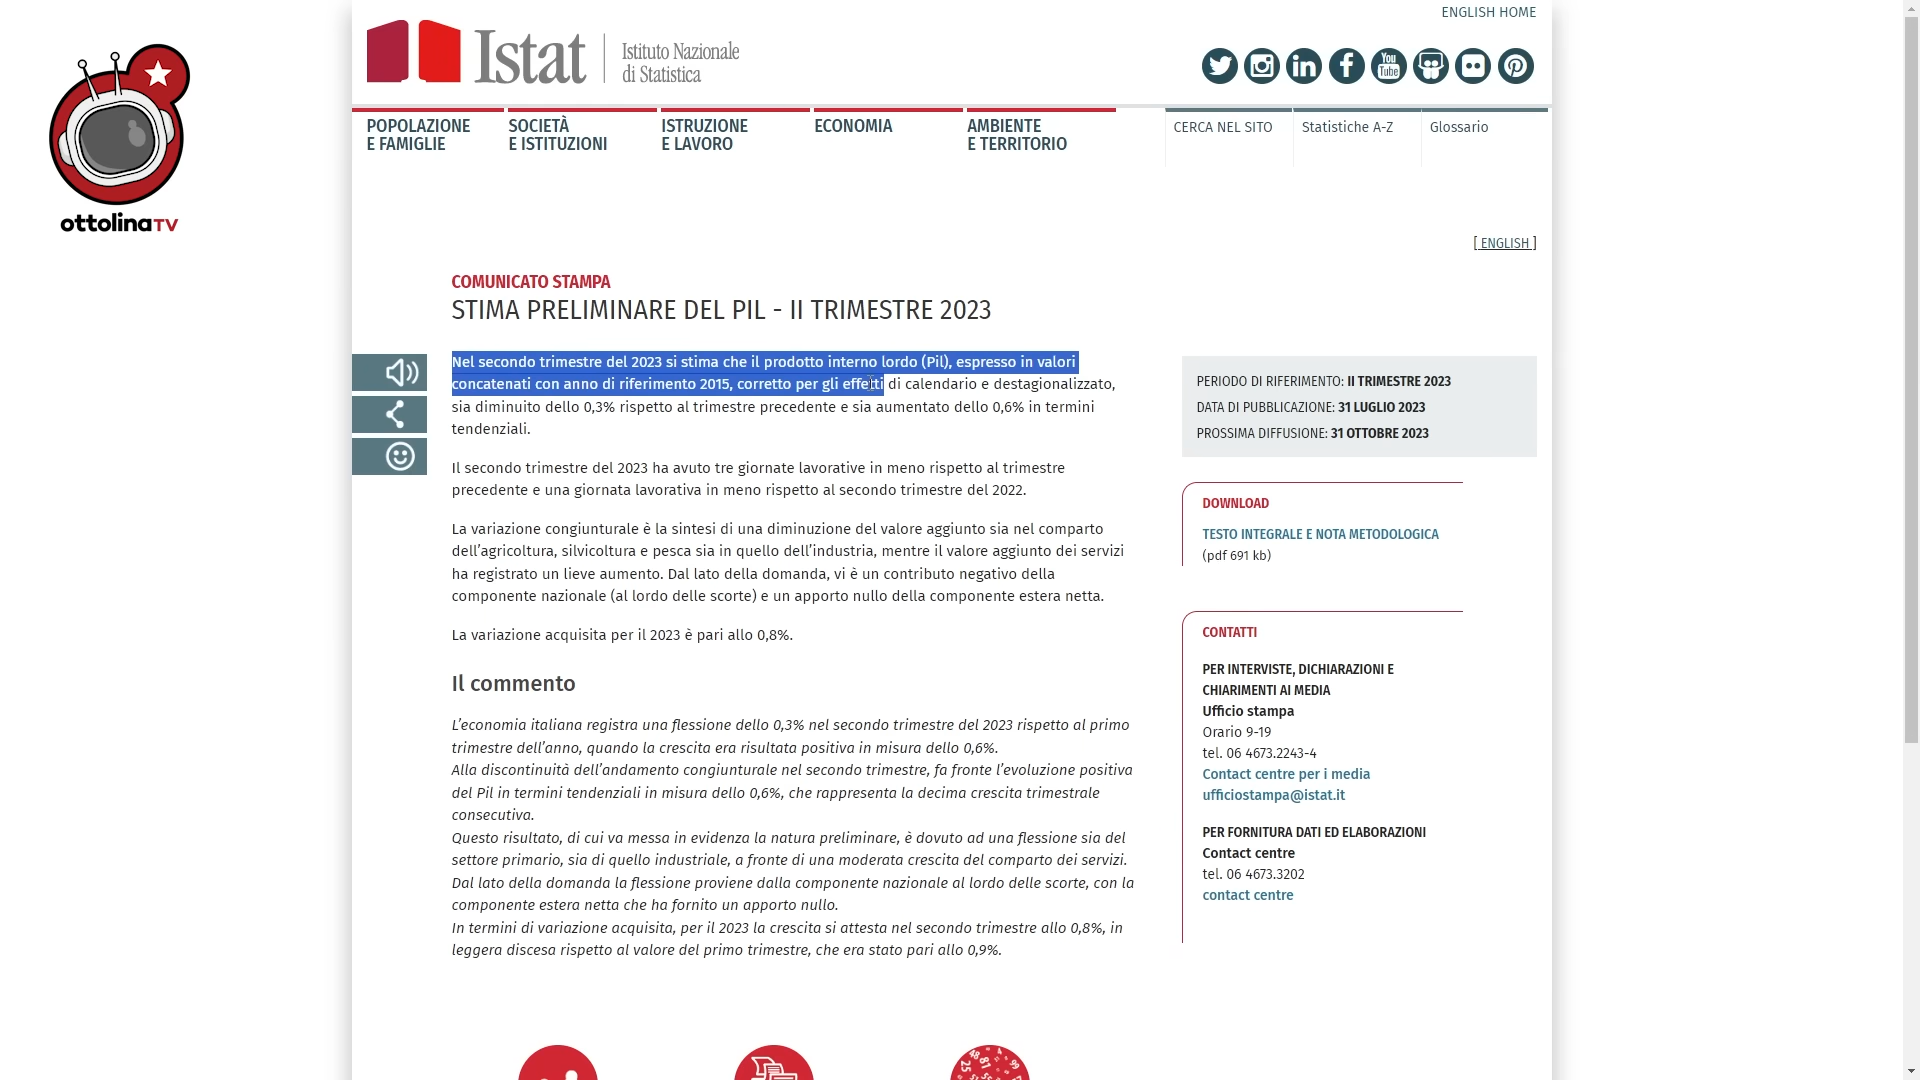 ENGLISH HOME
Istat
Istituto Nazionale
di Statistica
You
Tube
ottolinaTV
POPOLAZIONE
E FAMIGLIE
SOCIETÀ
E ISTITUZIONI
ISTRUZIONE
E LAVORO
ECONOMIA
AMBIENTE
E TERRITORIO
CERCA NEL SITO
Statistiche A-Z
Glossario
[ ENGLISH ]
COMUNICATO STAMPA
STIMA PRELIMINARE DEL PIL - II TRIMESTRE 2023
Nel secondo trimestre del 2023 si stima che il prodotto interno lordo (Pil), espresso in valori
concatenati con anno di riferimento 2015, corretto per gli effetti di calendario e destagionalizzato,
sia diminuito dello 0,3% rispetto al trimestre precedente e sia aumentato dello 0,6% in termini
tendenziali.
Il secondo trimestre del 2023 ha avuto tre giornate lavorative in meno rispetto al trimestre
precedente e una giornata lavorativa in meno rispetto al secondo trimestre del 2022.
La variazione congiunturale è la sintesi di una diminuzione del valore aggiunto sia nel comparto
dell’agricoltura, silvicoltura e pesca sia in quello dell’industria, mentre il valore aggiunto dei servizi
ha registrato un lieve aumento. Dal lato della domanda, vi è un contributo negativo della
componente nazionale (al lordo delle scorte) e un apporto nullo della componente estera netta.
La variazione acquisita per il 2023 è pari allo 0,8%.
Il commento
L’economia italiana registra una flessione dello 0,3% nel secondo trimestre del 2023 rispetto al primo
trimestre dell’anno, quando la crescita era risultata positiva in misura dello 0,6%.
Alla discontinuità dell’andamento congiunturale nel secondo trimestre, fa fronte l’evoluzione positiva
del Pil in termini tendenziali in misura dello 0,6%, che rappresenta la decima crescita trimestrale
consecutiva.
Questo risultato, di cui va messa in evidenza la natura preliminare, è dovuto ad una flessione sia del
settore primario, sia di quello industriale, a fronte di una moderata crescita del comparto dei servizi.
Dal lato della domanda la flessione proviene dalla componente nazionale al lordo delle scorte, con la
componente estera netta che ha fornito un apporto nullo.
In termini di variazione acquisita, per il 2023 la crescita si attesta nel secondo trimestre allo 0,8%, in
leggera discesa rispetto al valore del primo trimestre, che era stato pari allo 0,9%.
PERIODO DI RIFERIMENTO: II TRIMESTRE 2023
DATA DI PUBBLICAZIONE: 31 LUGLIO 2023
PROSSIMA DIFFUSIONE: 31 OTTOBRE 2023
DOWNLOAD
TESTO INTEGRALE E NOTA METODOLOGICA
(pdf 691 kb)
CONTATTI
PER INTERVISTE, DICHIARAZIONI E
CHIARIMENTI AI MEDIA
Ufficio stampa
Orario 9-19
tel. 06 4673.2243-4
Contact centre per i media
ufficiostampa@istat.it
PER FORNITURA DATI ED ELABORAZIONI
Contact centre
tel. 06 4673.3202
contact centre